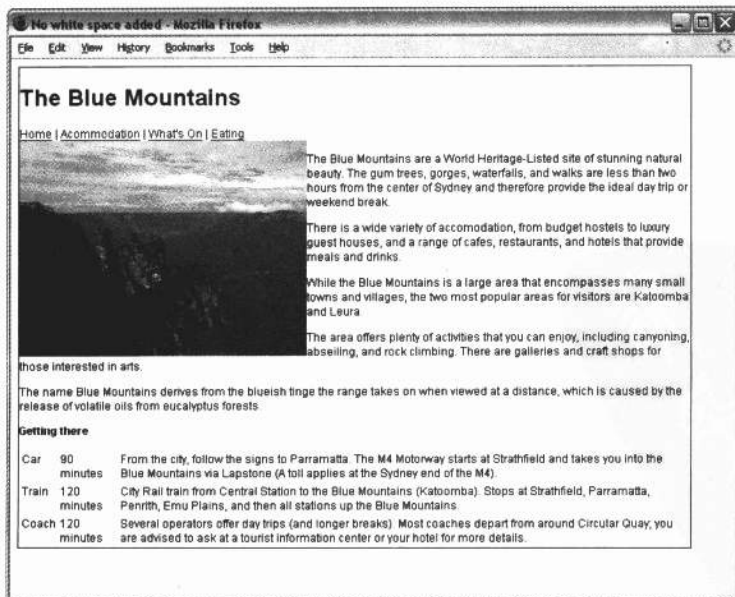 No white space added - Mozilla Firefox
File Edit View History Bookmarks Tools Help
The Blue Mountains
Home | Acommodation | What's On | Eating
The Blue Mountains are a World Heritage-Listed site of stunning natural
beauty. The gum trees, gorges, waterfalls, and walks are less than two
hours from the center of Sydney and therefore provide the ideal day trip or
weekend break.
There is a wide variety of accomodation, from budget hostels to luxury
guest houses, and a range of cafes, restaurants, and hotels that provide
meals and drinks.
While the Blue Mountains is a large area that encompasses many small
towns and villages, the two most popular areas for visitors are Katoomba
and Leura.
The area offers plenty of activities that you can enjoy, including canyoning,
abseiling, and rock climbing. There are galleries and craft shops for
those interested in arts.
The name Blue Mountains derives from the blueish tinge the range takes on when viewed at a distance, which is caused by the
release of volatile oils from eucalyptus forests
Getting there
Car 90 From the city, follow the signs to Parramatta. The M4 Motorway starts at Strathfield and takes you into the
minutes Blue Mountains via Lapstone (A toll applies at the Sydney end of the M4).
Train 120 City Rail train from Central Station to the Blue Mountains (Katoomba). Stops at Strathfield, Parramatta,
minutes Penrith, Emu Plains, and then all stations up the Blue Mountains.
Coach 120 Several operators offer day trips (and longer breaks). Most coaches depart from around Circular Quay, you
minutes are advised to ask at a tourist information center or your hotel for more details.